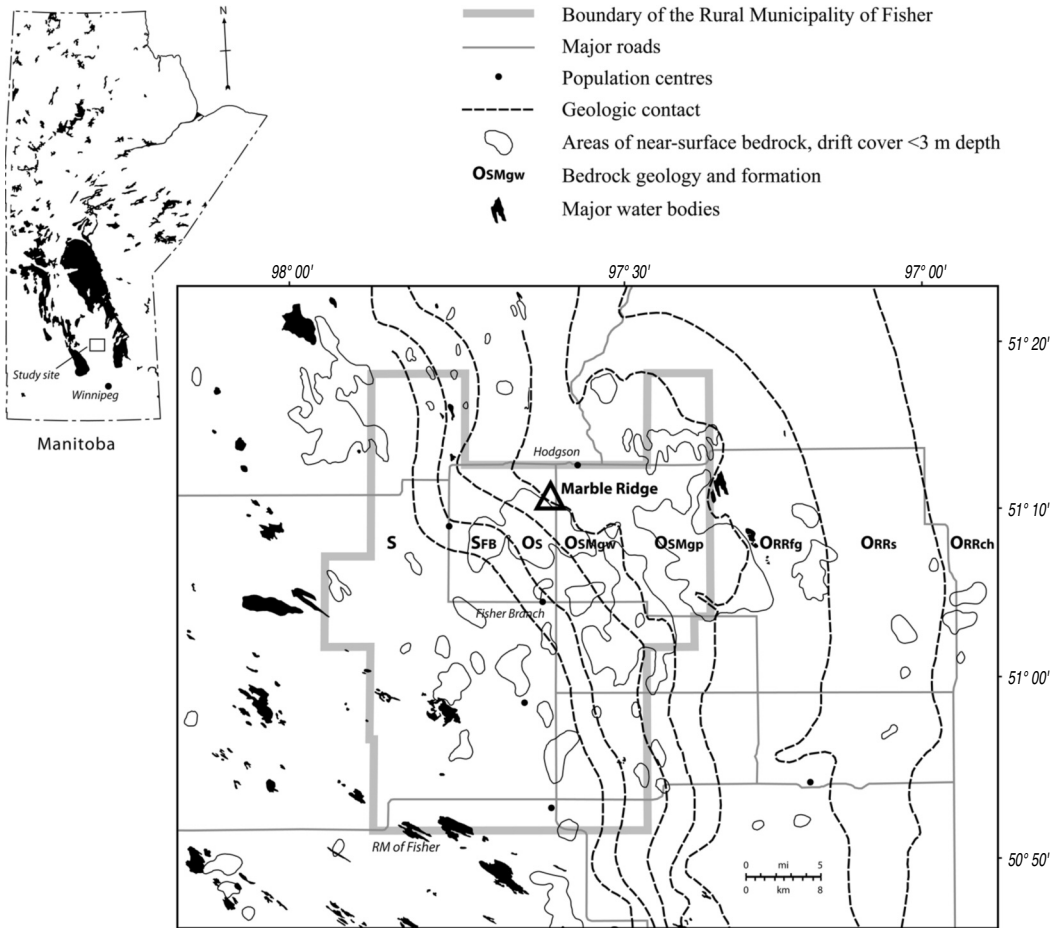 N
Study site
Winnipeg
Manitoba
Boundary of the Rural Municipality of Fisher
Major roads
Population centres
Geologic contact
Areas of near-surface bedrock, drift cover <3 m depth
OSMgw Bedrock geology and formation
Major water bodies
98° 00' 97° 30' 97° 00'
51° 20'
Hodgson
Marble Ridge
51° 10'
S SFB OS OSMgw OSMgp ORRfg ORRs ORRch
Fisher Branch
51° 00'
RM of Fisher
50° 50'
0 mi 5
0 km 8